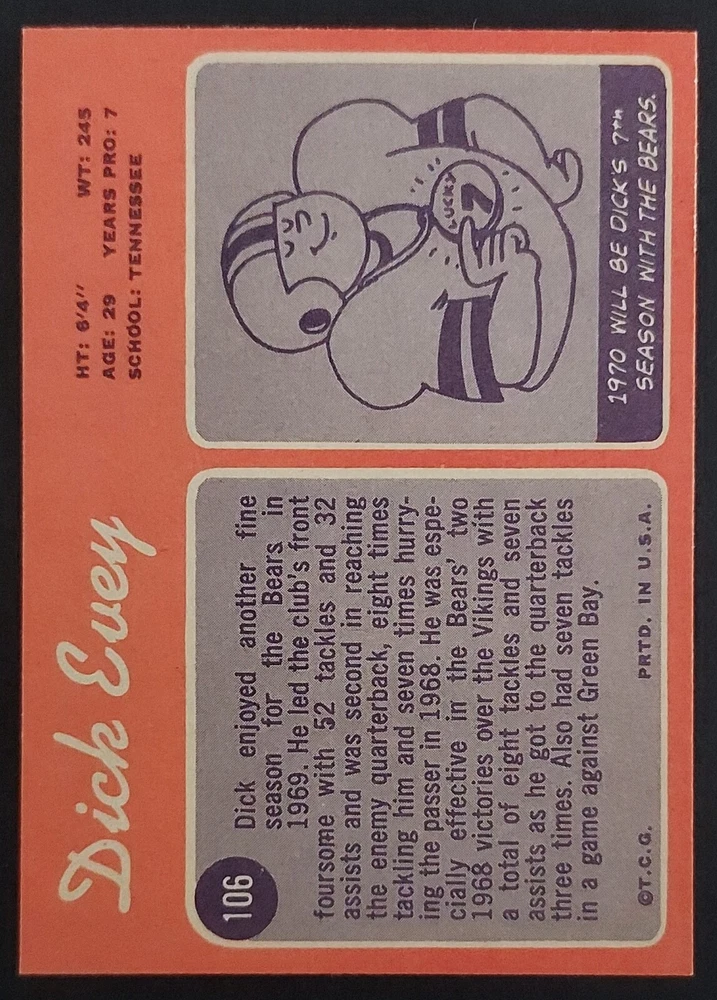 Dick Evey
HT: 6'4" WT: 245
AGE: 29 YEARS PRO: 7
SCHOOL: TENNESSEE
106
Dick enjoyed another fine
season for the Bears in
1969. He led the club's front
foursome with 52 tackles and 32
assists and was second in reaching
the enemy quarterback, eight times
tackling him and seven times hurry-
ing the passer in 1968. He was espe-
cially effective in the Bears' two
1968 victories over the Vikings with
a total of eight tackles and seven
assists as he got to the quarterback
three times. Also had seven tackles
in a game against Green Bay.
©T.C.G. PRTD. IN U.S.A.
LUCKY
7
1970 WILL BE DICK'S 7TH
SEASON WITH THE BEARS.